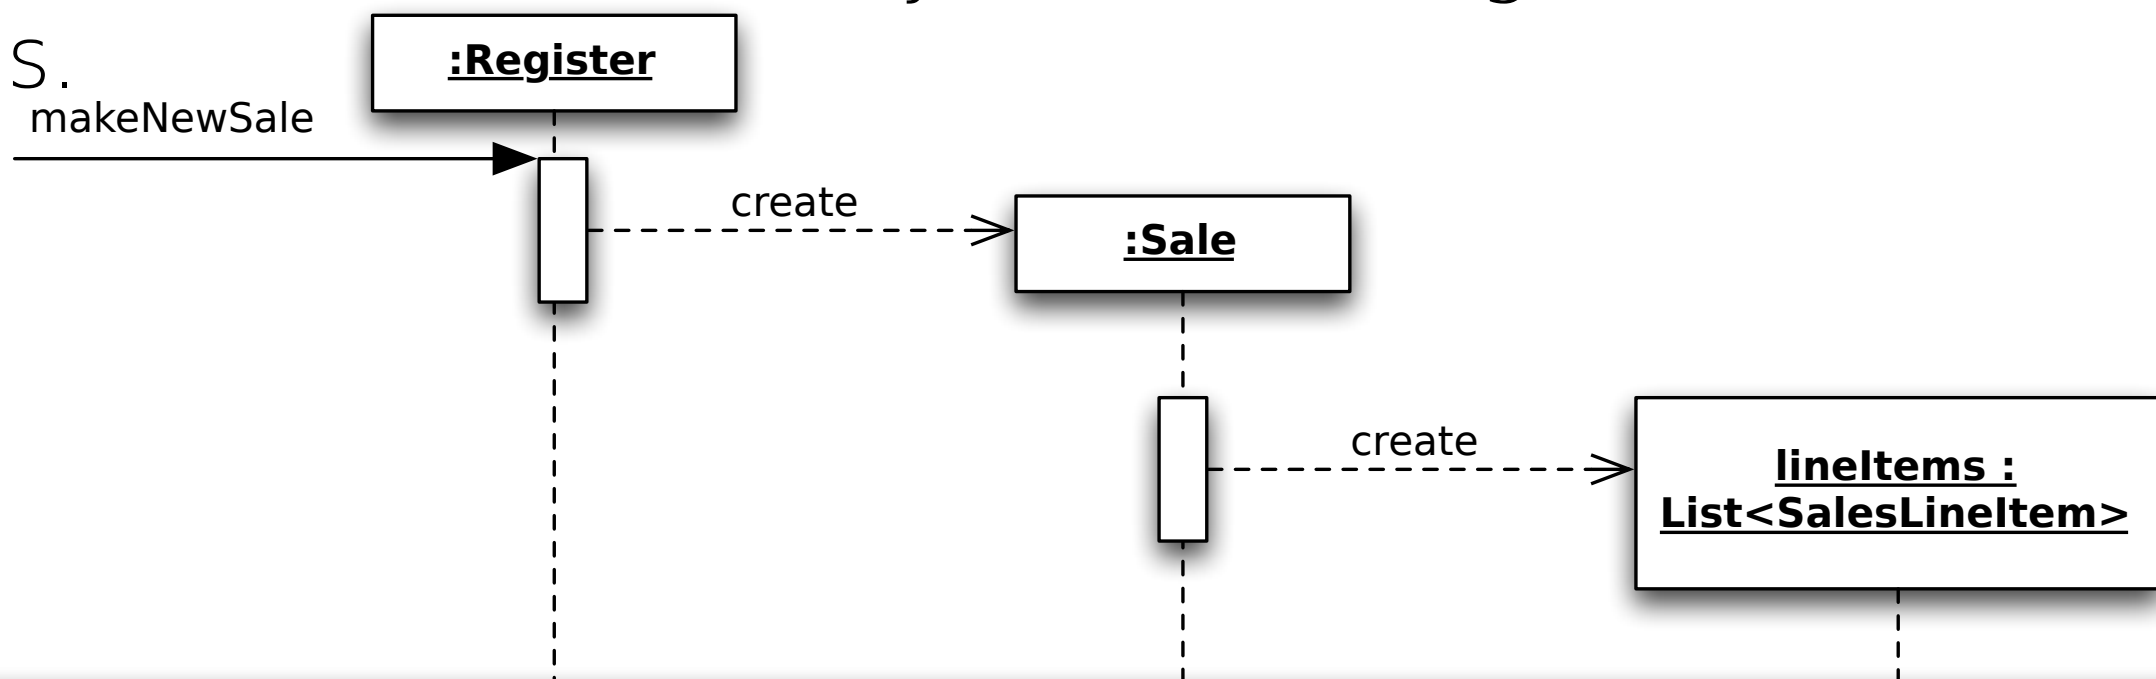 :Register
s.
makeNewSale
create
:Sale
create
lineItems :
List<SalesLineItem>